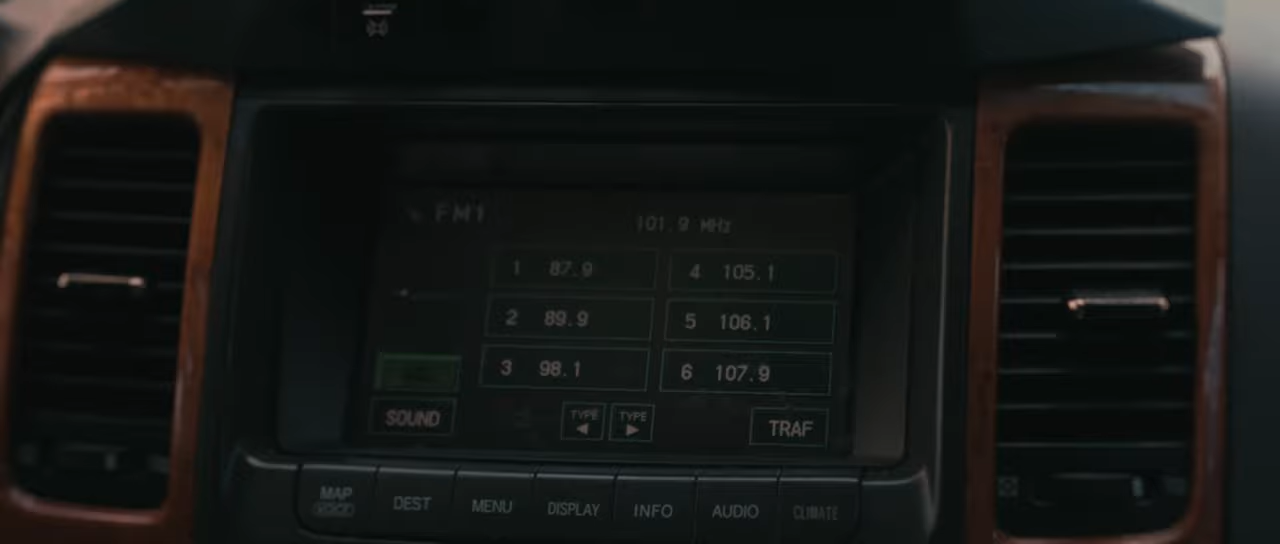 FM1
101.9 MHz
1 87.9
4 105.1
2 89.9
5 106.1
3 98.1
6 107.9
SOUND
TYPE ◀
TYPE ▶
TRAF
MAP
VOICE
DEST
MENU
DISPLAY
INFO
AUDIO
CLIMATE